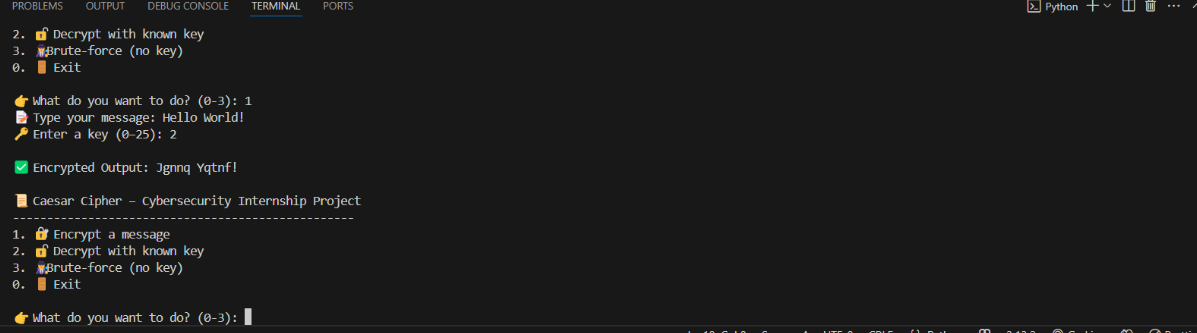 PROBLEMS OUTPUT DEBUG CONSOLE TERMINAL PORTS Python
2. 🔓 Decrypt with known key
3. 🕵️Brute-force (no key)
0. 🚪 Exit
👉 What do you want to do? (0-3): 1
📝 Type your message: Hello World!
🔑 Enter a key (0–25): 2
✅ Encrypted Output: Jgnnq Yqtnf!
📜 Caesar Cipher – Cybersecurity Internship Project
--------------------------------------------------
1. 🔐 Encrypt a message
2. 🔓 Decrypt with known key
3. 🕵️Brute-force (no key)
0. 🚪 Exit
👉 What do you want to do? (0-3):